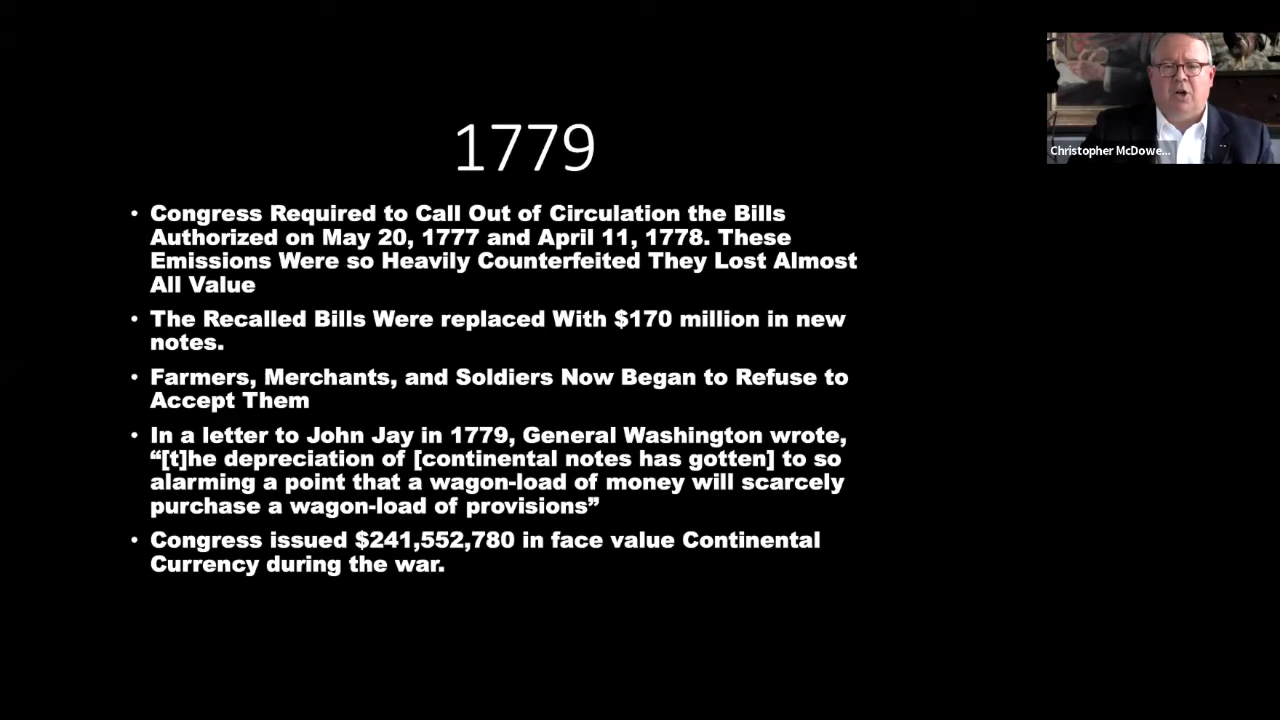 1779
• Congress Required to Call Out of Circulation the Bills
Authorized on May 20, 1777 and April 11, 1778. These
Emissions Were so Heavily Counterfeited They Lost Almost
All Value
• The Recalled Bills Were replaced With $170 million in new
notes.
• Farmers, Merchants, and Soldiers Now Began to Refuse to
Accept Them
• In a letter to John Jay in 1779, General Washington wrote,
“[t]he depreciation of [continental notes has gotten] to so
alarming a point that a wagon-load of money will scarcely
purchase a wagon-load of provisions”
• Congress issued $241,552,780 in face value Continental
Currency during the war.
Christopher McDowe...